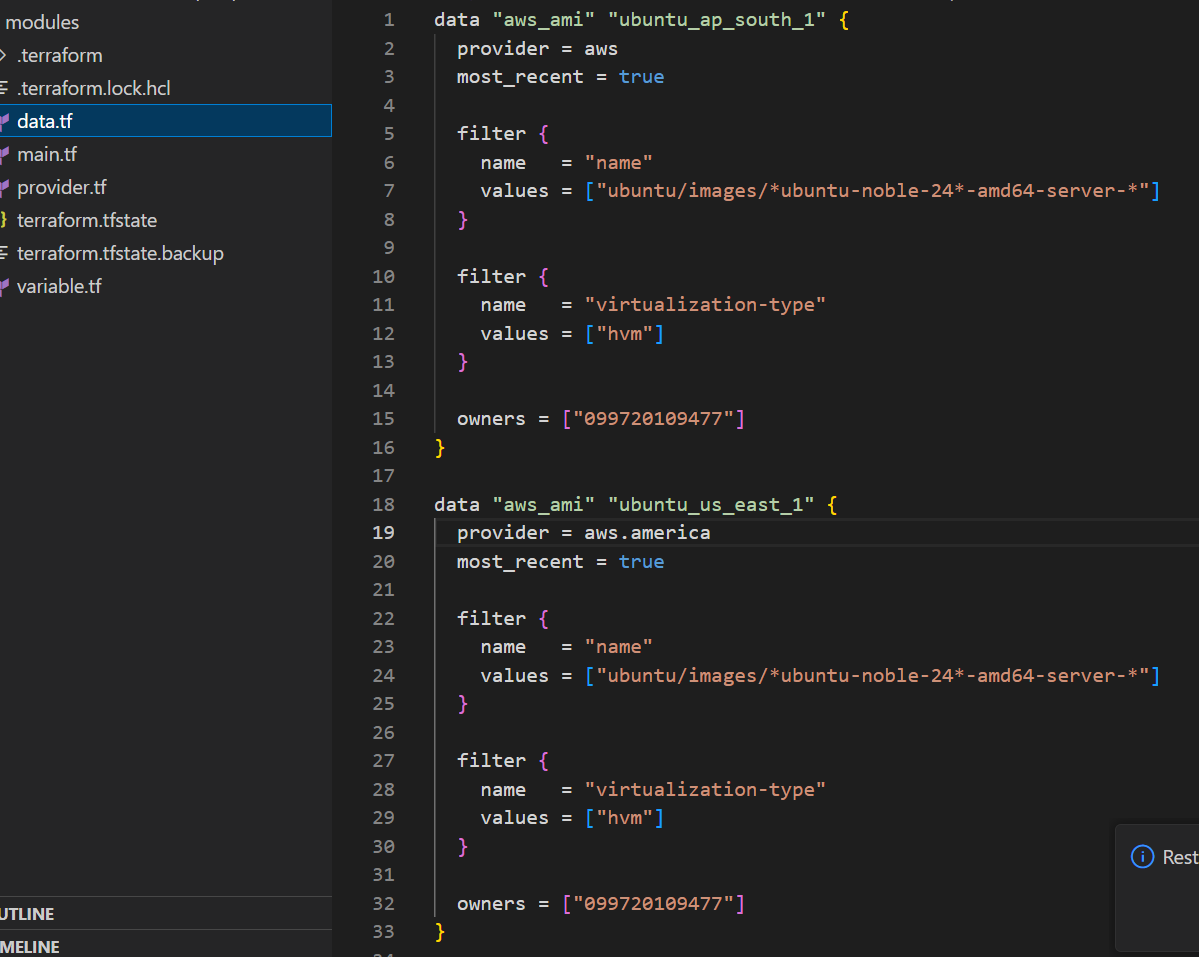 modules
.terraform
.terraform.lock.hcl
data.tf
main.tf
provider.tf
terraform.tfstate
terraform.tfstate.backup
variable.tf
UTLINE
MELINE
1 data "aws_ami" "ubuntu_ap_south_1" {
2 provider = aws
3 most_recent = true
4
5 filter {
6 name   = "name"
7 values = ["ubuntu/images/*ubuntu-noble-24*-amd64-server-*"]
8 }
9
10 filter {
11 name   = "virtualization-type"
12 values = ["hvm"]
13 }
14
15 owners = ["099720109477"]
16 }
17
18 data "aws_ami" "ubuntu_us_east_1" {
19 provider = aws.america
20 most_recent = true
21
22 filter {
23 name   = "name"
24 values = ["ubuntu/images/*ubuntu-noble-24*-amd64-server-*"]
25 }
26
27 filter {
28 name   = "virtualization-type"
29 values = ["hvm"]
30 }
31
32 owners = ["099720109477"]
33 }
Rest